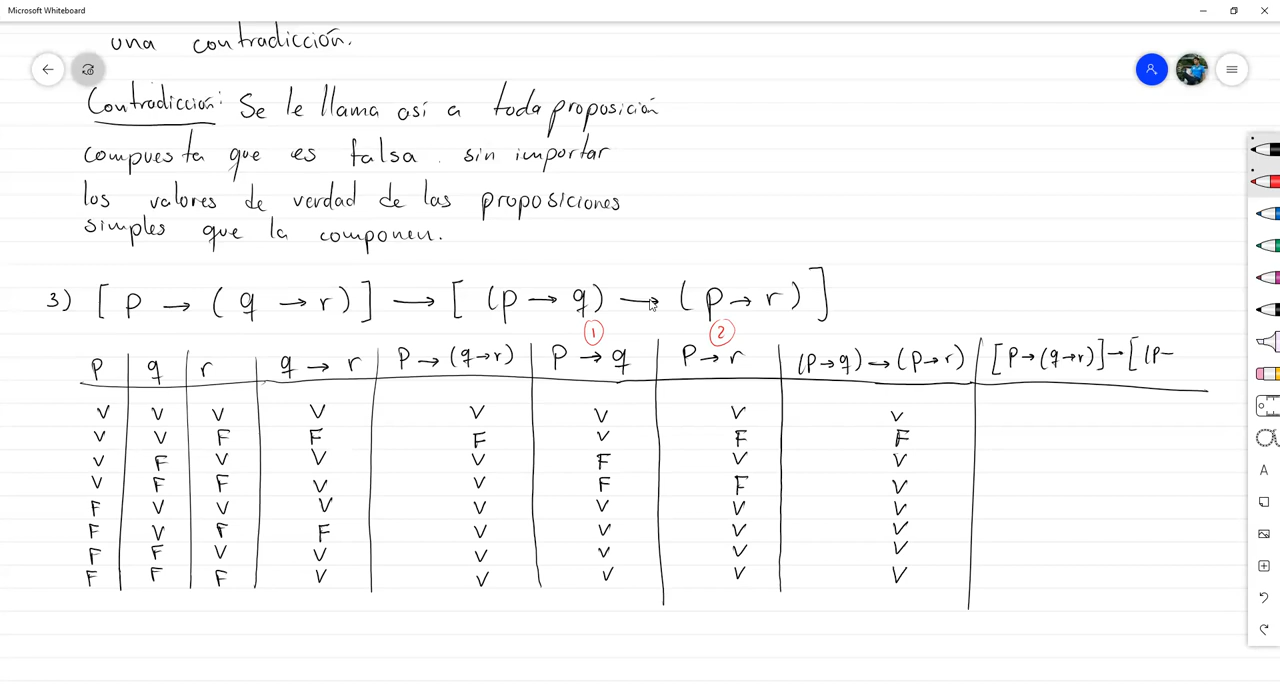 Microsoft Whiteboard
una contradicción.
Contradicción: Se le llama así a toda proposición
compuesta que es falsa. sin importar
los valores de verdad de las proposiciones
simples que la componen.
3) [ p → ( q → r) ] → [ (p → q) → ( p → r) ]
① ②
P q r q → r P → (q→r) P → q P → r (P→q) → (P→r) [P→(q→r)]→[(P–
V V V V V V V V
V V F F F V F F
V F V V V F V V
V F F V V F F V
F V V V V V V V
F V F F V V V V
F F V V V V V V
F F F V V V V V
A